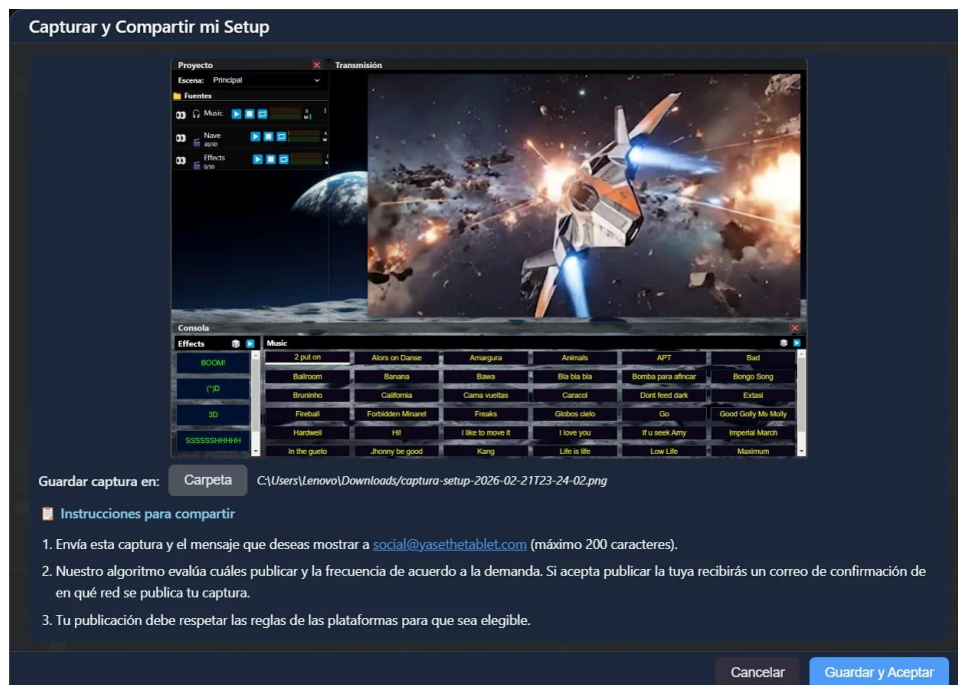 Capturar y Compartir mi Setup
Proyecto
Transmisión
Escena: Principal
Fuentes
Music
S
M
Nave
30/30
Effects
0/30
Consola
Effects
Music
BOOM!
(*)D
3D
SSSSSSHHHHH
2 put on Alors on Danse Amargura Animals APT Bad
Ballroom Banana Bawa Bla bla bla Bomba para afincar Bongo Song
Bruninho California Cama vueltas Caracol Dont feed dark Extasi
Fireball Forbidden Minaret Freaks Globos cielo Go Good Golly Ms Molly
Hardwell HI! I like to move it I love you If u seek Amy Imperial March
In the gueto Jhonny be good Kang Life is life Low Life Maximum
Guardar captura en: Carpeta C:\Users\Lenovo\Downloads/captura-setup-2026-02-21T23-24-02.png
Instrucciones para compartir
1. Envía esta captura y el mensaje que deseas mostrar a social@yasethetablet.com (máximo 200 caracteres).
2. Nuestro algoritmo evalúa cuáles publicar y la frecuencia de acuerdo a la demanda. Si acepta publicar la tuya recibirás un correo de confirmación de
en qué red se publica tu captura.
3. Tu publicación debe respetar las reglas de las plataformas para que sea elegible.
Cancelar Guardar y Aceptar